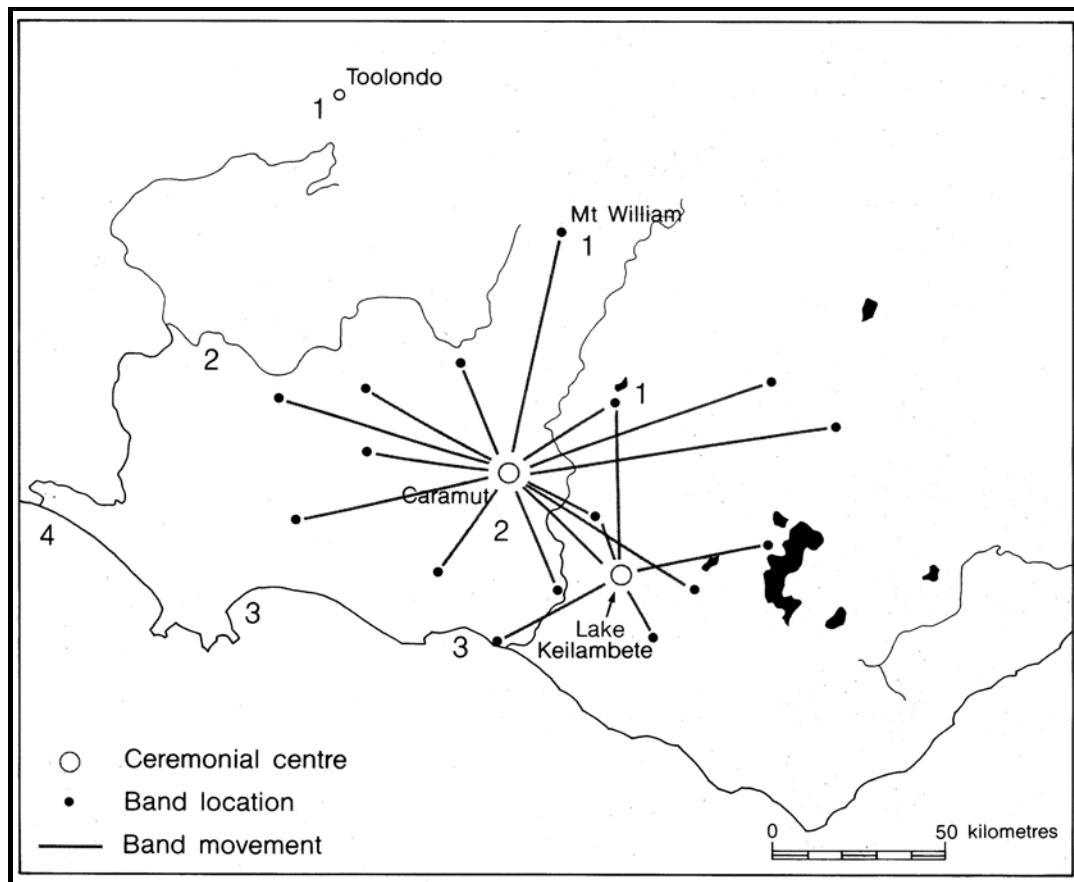 Toolondo
1
Mt William
1
2
1
Caramut
2
4
3
3
Lake
Keilambete
Ceremonial centre
Band location
Band movement
0 50 kilometres